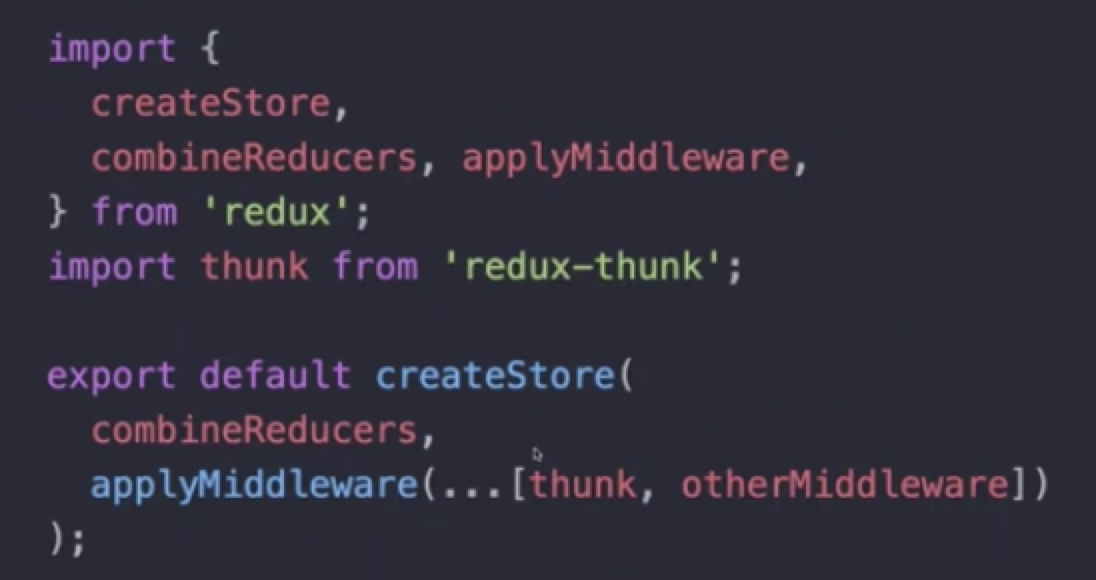 import {
  createStore,
  combineReducers, applyMiddleware,
} from 'redux';
import thunk from 'redux-thunk';

export default createStore(
  combineReducers,
  applyMiddleware(...[thunk, otherMiddleware])
);